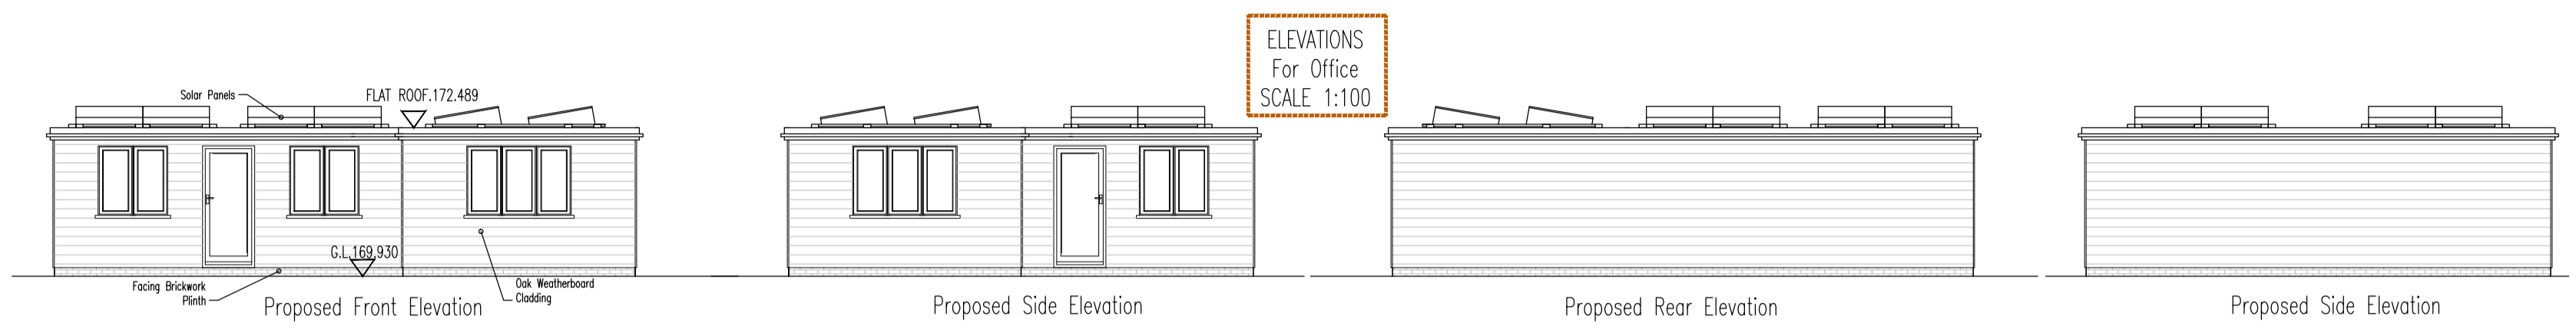 ELEVATIONS
For Office
SCALE 1:100
Solar Panels
FLAT ROOF.172.489
G.L.169.930
Facing Brickwork
Plinth
Oak Weatherboard
Cladding
Proposed Front Elevation
Proposed Side Elevation
Proposed Rear Elevation
Proposed Side Elevation